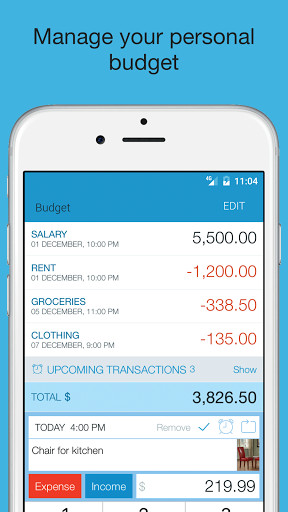 Manage your personal
budget
4G 11:04
Budget EDIT
SALARY 5,500.00
01 DECEMBER, 10:00 PM
RENT -1,200.00
01 DECEMBER, 10:00 PM
GROCERIES -338.50
05 DECEMBER, 11:00 PM
CLOTHING -135.00
07 DECEMBER, 9:00 PM
UPCOMING TRANSACTIONS 3 Show
TOTAL $ 3,826.50
TODAY 4:00 PM Remove
Chair for kitchen
Expense Income $ 219.99
1 2 3